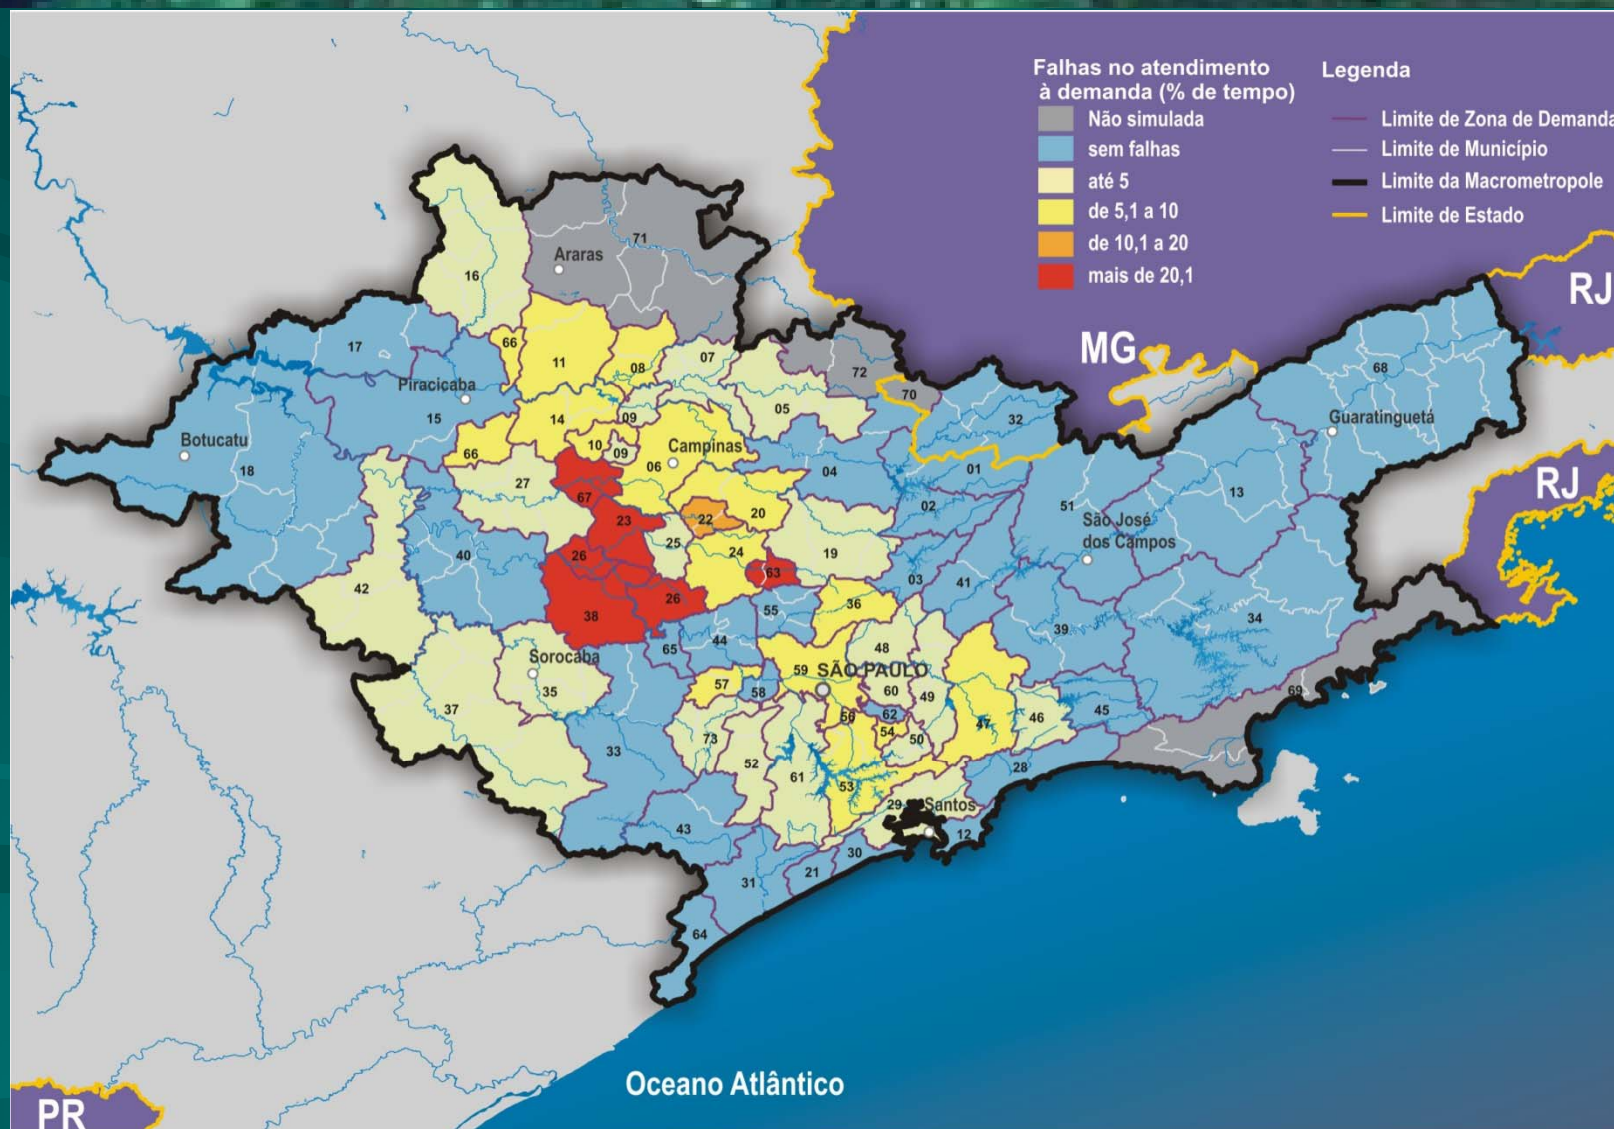 Falhas no atendimento
à demanda (% de tempo)
Não simulada
sem falhas
até 5
de 5,1 a 10
de 10,1 a 20
mais de 20,1
Legenda
Limite de Zona de Demanda
Limite de Município
Limite da Macrometropole
Limite de Estado
RJ
MG
RJ
PR
Oceano Atlântico
71
Araras
16
17
66
11
08
07
72
70
68
Piracicaba
15
14
09
05
32
Guaratinguetá
Botucatu
18
66
10
09
Campinas
06
04
01
27
67
13
51
02
23
22
20
São José
dos Campos
40
26
25
24
19
63
03
41
42
38
26
55
36
34
44
39
65
48
Sorocaba
35
59
SÃO PAULO
57
58
60
49
69
37
56
62
47
46
45
54
50
33
73
52
61
53
28
29
Santos
43
30
12
31
21
64